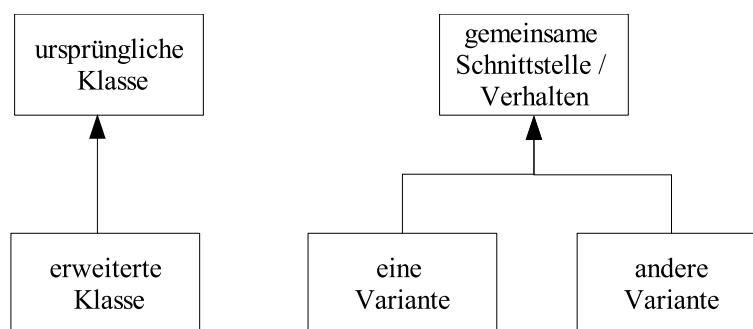 ursprüngliche
Klasse
gemeinsame
Schnittstelle /
Verhalten
erweiterte
Klasse
eine
Variante
andere
Variante